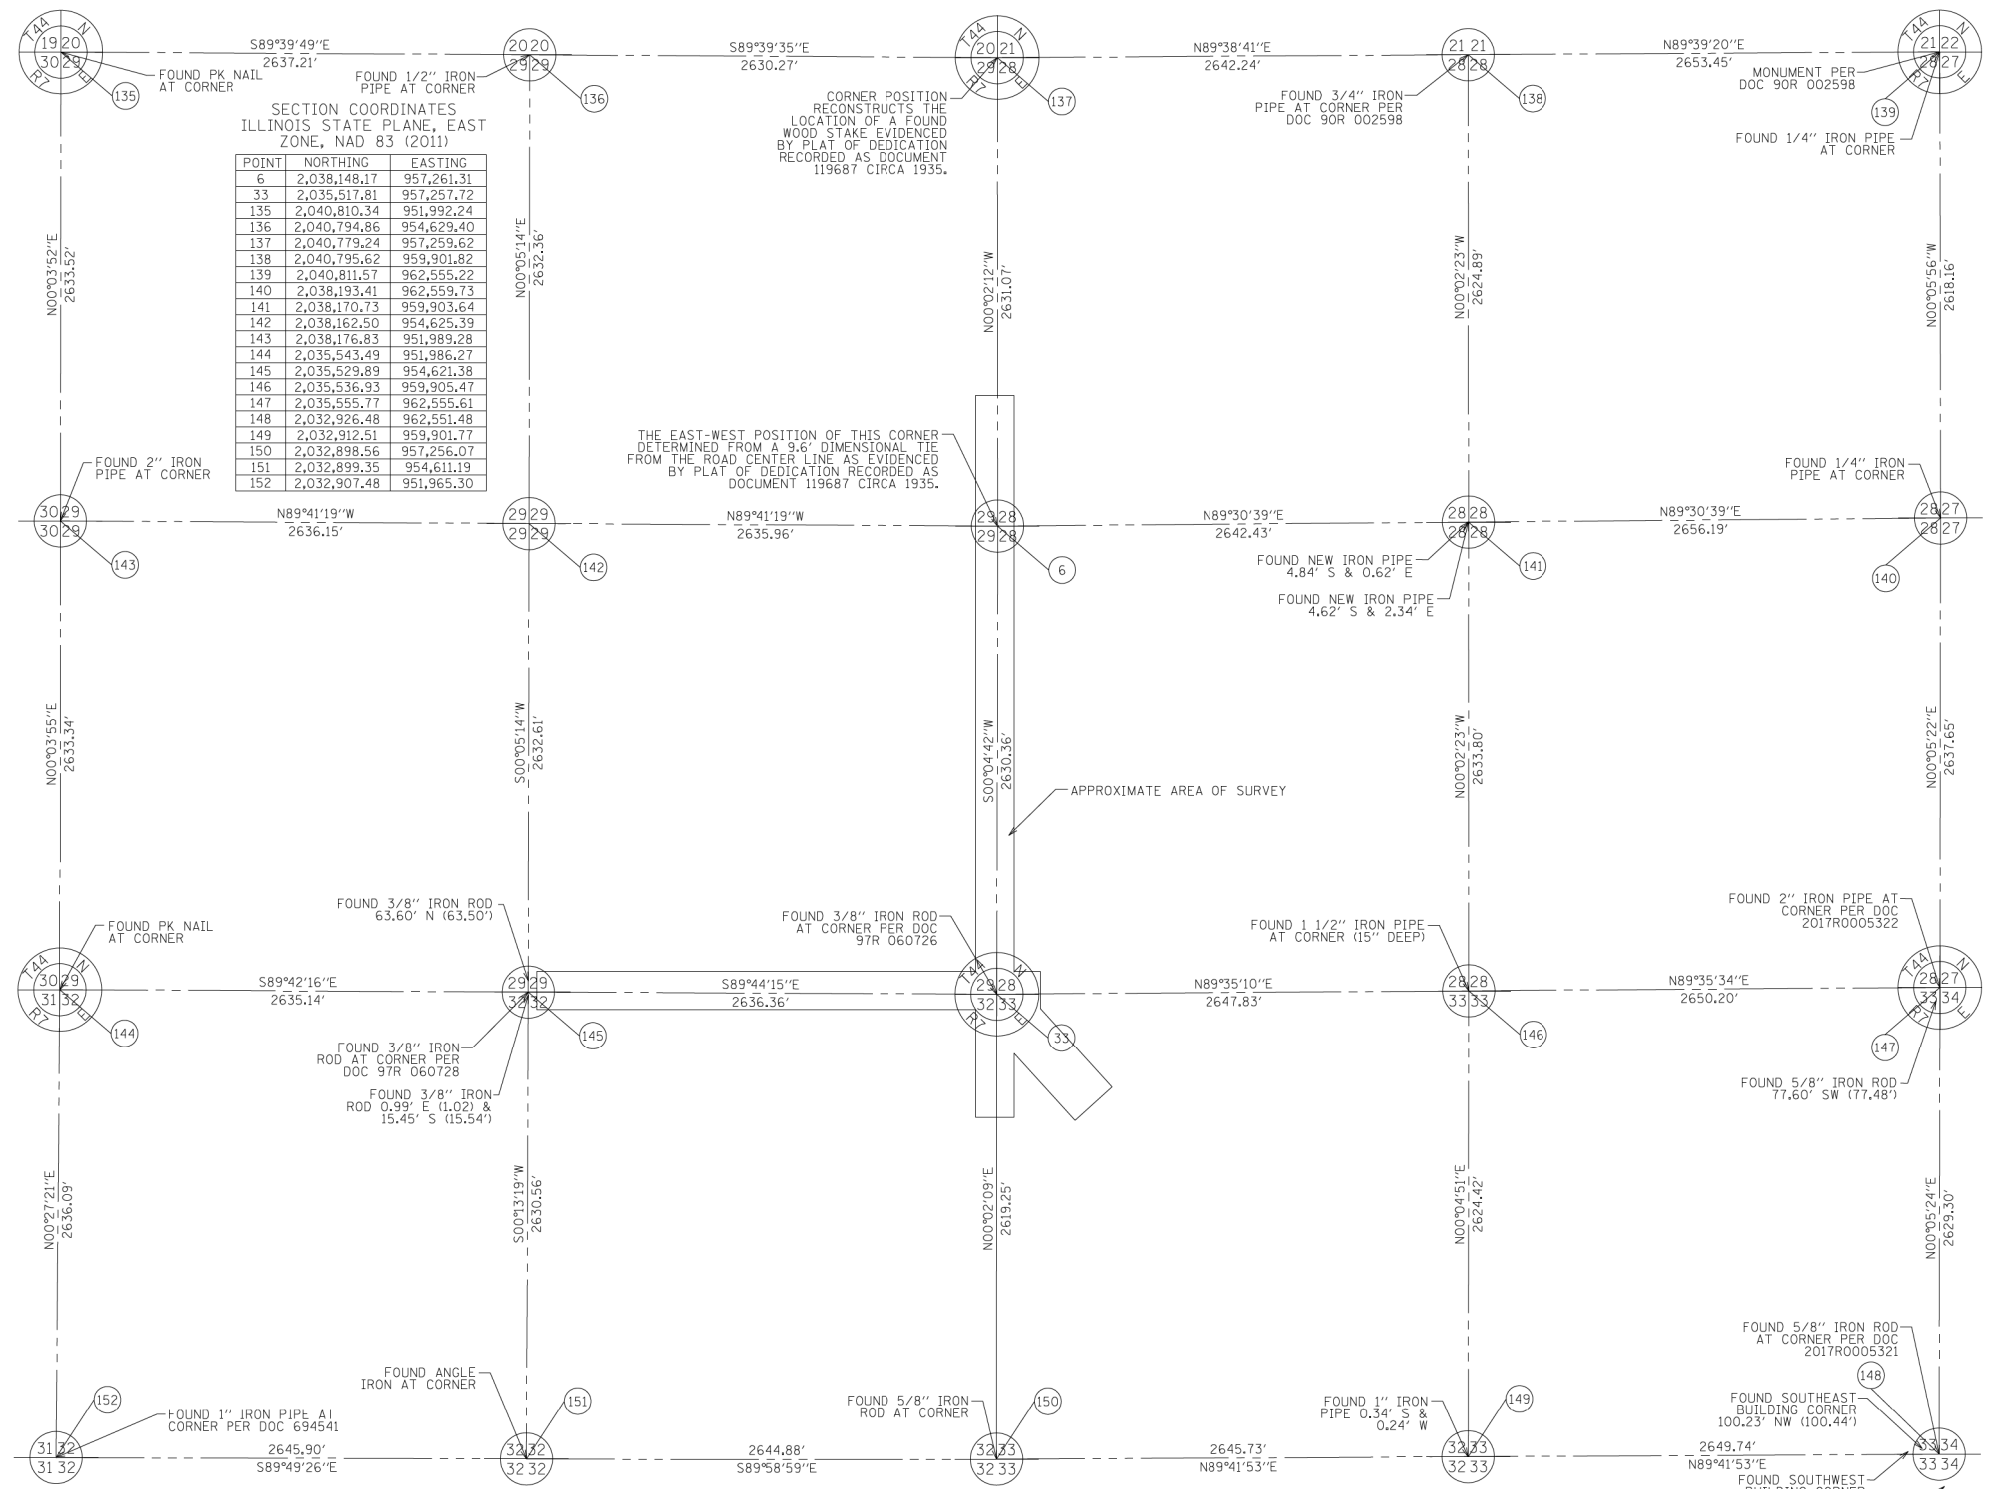 T44 N
19 20
30 29
R7 E
S89°39'49"E
2637.21'
20 20
29 29
S89°39'35"E
2630.27'
T44 N
20 21
29 28
R7 E
N89°38'41"E
2642.24'
21 21
28 28
N89°39'20"E
2653.45'
T44 N
21 22
28 27
R7 E
FOUND PK NAIL
AT CORNER
135
FOUND 1/2" IRON
PIPE AT CORNER
136
CORNER POSITION
RECONSTRUCTS THE
LOCATION OF A FOUND
WOOD STAKE EVIDENCED
BY PLAT OF DEDICATION
RECORDED AS DOCUMENT
119687 CIRCA 1935.
137
FOUND 3/4" IRON
PIPE AT CORNER PER
DOC 90R 002598
138
MONUMENT PER
DOC 90R 002598
139
FOUND 1/4" IRON PIPE
AT CORNER
SECTION COORDINATES
ILLINOIS STATE PLANE, EAST
ZONE, NAD 83 (2011)
POINT NORTHING EASTING
6 2,038,148.17 957,261.31
33 2,035,517.81 957,257.72
135 2,040,810.34 951,992.24
136 2,040,794.86 954,629.40
137 2,040,779.24 957,259.62
138 2,040,795.62 959,901.82
139 2,040,811.57 962,555.22
140 2,038,193.41 962,559.73
141 2,038,170.73 959,903.64
142 2,038,162.50 954,625.39
143 2,038,176.83 951,989.28
144 2,035,543.49 951,986.27
145 2,035,529.89 954,621.38
146 2,035,536.93 959,905.47
147 2,035,555.77 962,555.61
148 2,032,926.48 962,551.48
149 2,032,912.51 959,901.77
150 2,032,898.56 957,256.07
151 2,032,899.35 954,611.19
152 2,032,907.48 951,965.30
N00°03'52"E
2633.52'
N00°05'14"E
2632.36'
N00°02'12"W
2631.07'
N00°02'23"W
2624.89'
N00°05'56"W
2618.16'
FOUND 2" IRON
PIPE AT CORNER
THE EAST-WEST POSITION OF THIS CORNER
DETERMINED FROM A 9.6' DIMENSIONAL TIE
FROM THE ROAD CENTER LINE AS EVIDENCED
BY PLAT OF DEDICATION RECORDED AS
DOCUMENT 119687 CIRCA 1935.
FOUND 1/4" IRON
PIPE AT CORNER
30 29
30 29
N89°41'19"W
2636.15'
29 29
29 29
N89°41'19"W
2635.96'
29 28
29 28
N89°30'39"E
2642.43'
28 28
28 28
N89°30'39"E
2656.19'
28 27
28 27
143
142
6
FOUND NEW IRON PIPE
4.84' S & 0.62' E
141
140
FOUND NEW IRON PIPE
4.62' S & 2.34' E
N00°03'55"E
2633.34'
S00°05'14"W
2632.61'
S00°04'42"W
2630.36'
N00°02'23"W
2633.80'
N00°05'22"E
2637.65'
APPROXIMATE AREA OF SURVEY
FOUND PK NAIL
AT CORNER
FOUND 3/8" IRON ROD
63.60' N (63.50')
FOUND 3/8" IRON ROD
AT CORNER PER DOC
97R 060726
FOUND 1 1/2" IRON PIPE
AT CORNER (15" DEEP)
FOUND 2" IRON PIPE AT
CORNER PER DOC
2017R0005322
T44 N
30 29
31 32
R7 E
S89°42'16"E
2635.14'
29 29
32 32
S89°44'15"E
2636.36'
T44 N
29 28
32 33
R7 E
N89°35'10"E
2647.83'
28 28
33 33
N89°35'34"E
2650.20'
T44 N
28 27
33 34
R7 E
144
145
33
146
147
FOUND 3/8" IRON
ROD AT CORNER PER
DOC 97R 060728
FOUND 3/8" IRON
ROD 0.99' E (1.02) &
15.45' S (15.54')
FOUND 5/8" IRON ROD
77.60' SW (77.48')
N00°27'21"E
2636.09'
S00°13'19"W
2630.56'
N00°02'09"E
2619.25'
N00°04'51"E
2624.42'
N00°05'24"E
2629.30'
152
FOUND 1" IRON PIPE AT
CORNER PER DOC 694541
FOUND ANGLE
IRON AT CORNER
151
FOUND 5/8" IRON
ROD AT CORNER
150
FOUND 1" IRON
PIPE 0.34' S &
0.24' W
149
FOUND 5/8" IRON ROD
AT CORNER PER DOC
2017R0005321
148
FOUND SOUTHEAST
BUILDING CORNER
100.23' NW (100.44')
31 32
31 32
2645.90'
S89°49'26"E
32 32
32 32
2644.88'
S89°58'59"E
32 33
32 33
2645.73'
N89°41'53"E
32 33
32 33
2649.74'
N89°41'53"E
33 34
33 34
FOUND SOUTHWEST
BUILDING CORNER